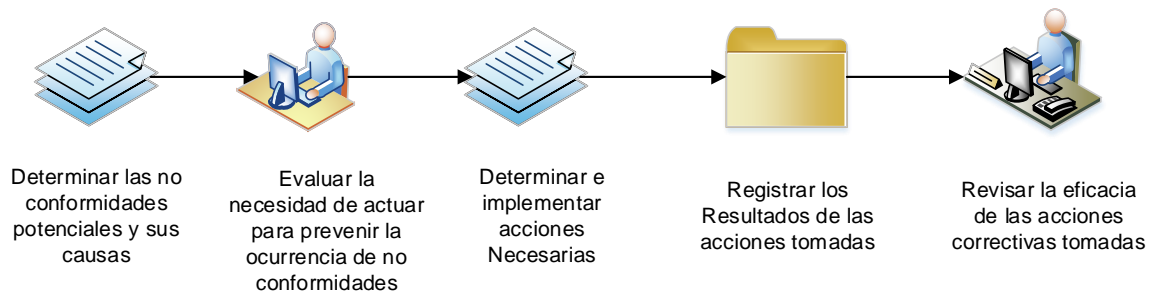 Determinar las no
conformidades
potenciales y sus
causas
Evaluar la
necesidad de actuar
para prevenir la
ocurrencia de no
conformidades
Determinar e
implementar
acciones
Necesarias
Registrar los
Resultados de las
acciones tomadas
Revisar la eficacia
de las acciones
correctivas tomadas